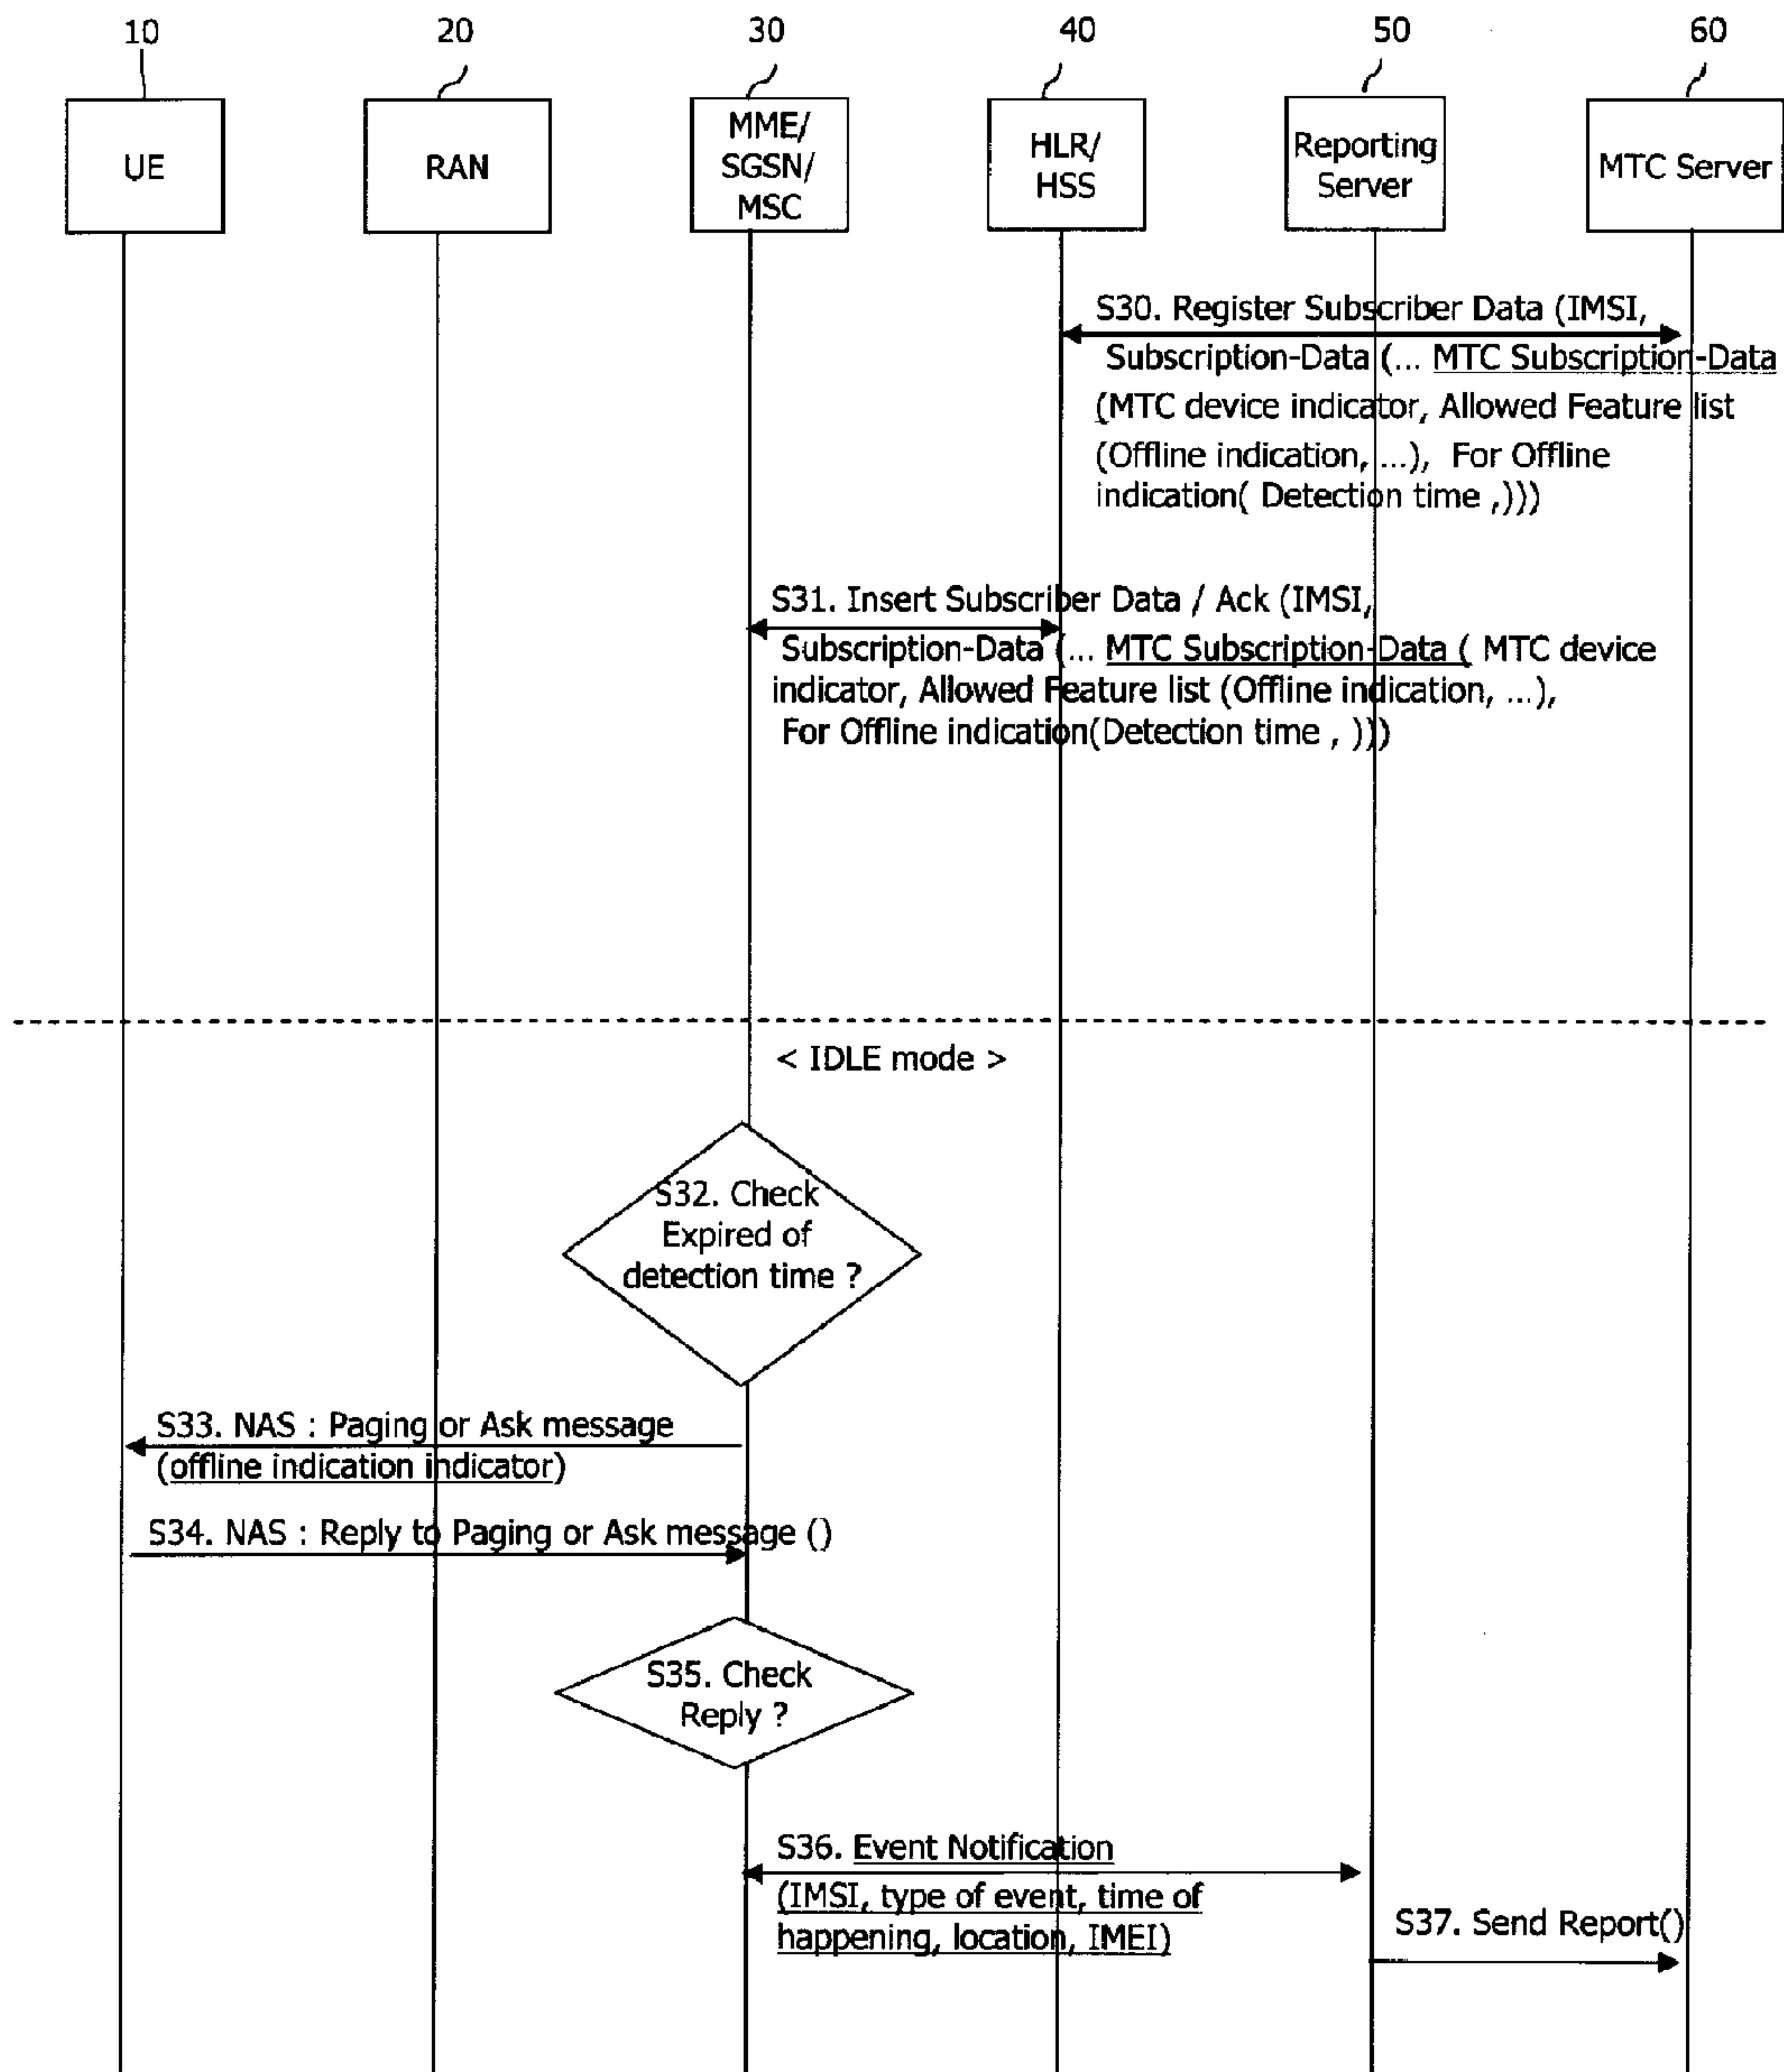 10 20 30 40 50 60
UE
RAN
MME/
SGSN/
MSC
HLR/
HSS
Reporting
Server
MTC Server
S30. Register Subscriber Data (IMSI,
Subscription-Data (... MTC Subscription-Data
(MTC device indicator, Allowed Feature list
(Offline indication, ...), For Offline
indication( Detection time ,)))
S31. Insert Subscriber Data / Ack (IMSI,
Subscription-Data (... MTC Subscription-Data ( MTC device
indicator, Allowed Feature list (Offline indication, ...),
For Offline indication(Detection time , )))
< IDLE mode >
S32. Check
Expired of
detection time ?
S33. NAS : Paging or Ask message
(offline indication indicator)
S34. NAS : Reply to Paging or Ask message ()
S35. Check
Reply ?
S36. Event Notification
(IMSI, type of event, time of
happening, location, IMEI)
S37. Send Report()